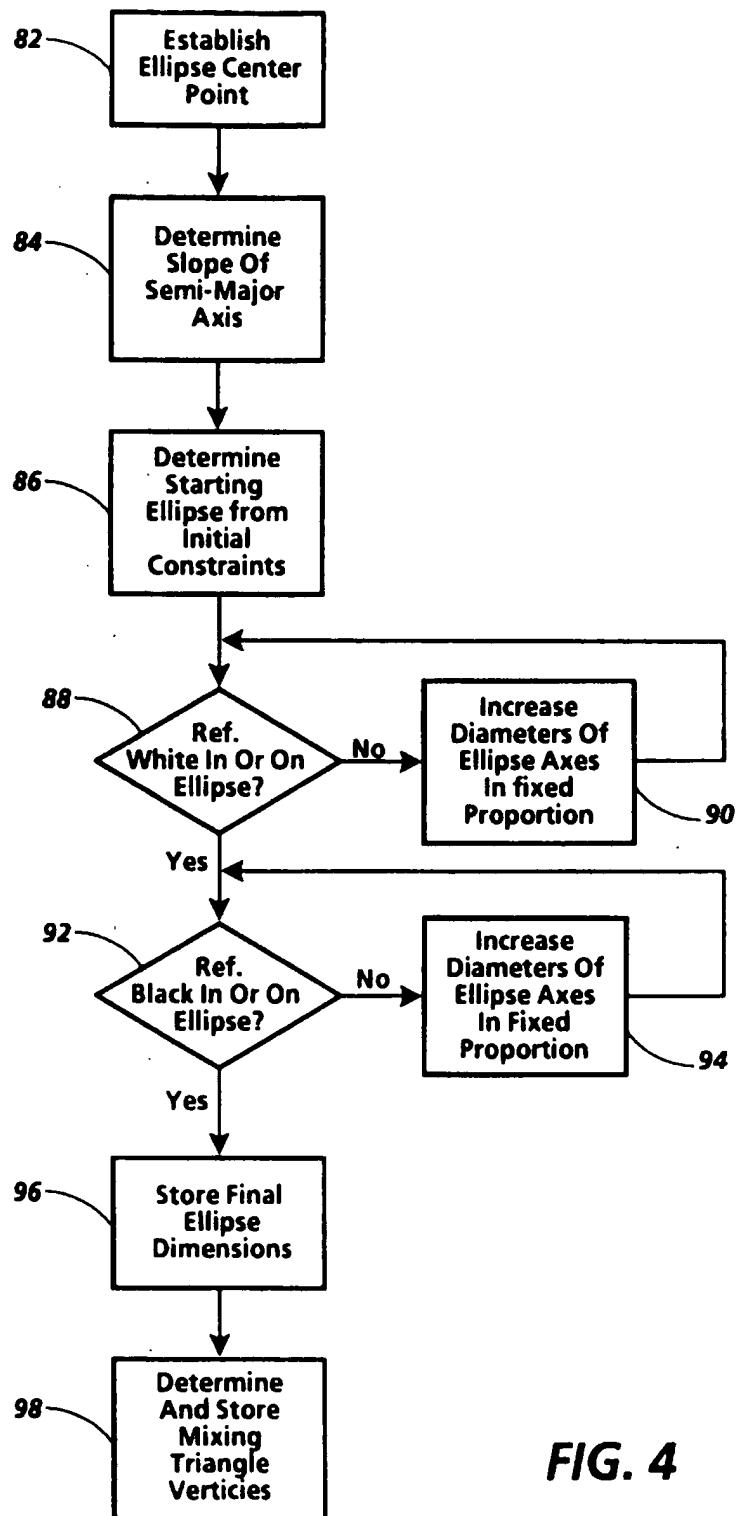 82
Establish
Ellipse Center
Point
84
Determine
Slope Of
Semi-Major
Axis
86
Determine
Starting
Ellipse from
Initial
Constraints
88
Ref.
White In Or On
Ellipse?
No
Increase
Diameters Of
Ellipse Axes
In fixed
Proportion
90
Yes
92
Ref.
Black In Or On
Ellipse?
No
Increase
Diameters Of
Ellipse Axes
In Fixed
Proportion
94
Yes
96
Store Final
Ellipse
Dimensions
98
Determine
And Store
Mixing
Triangle
Verticies
FIG. 4